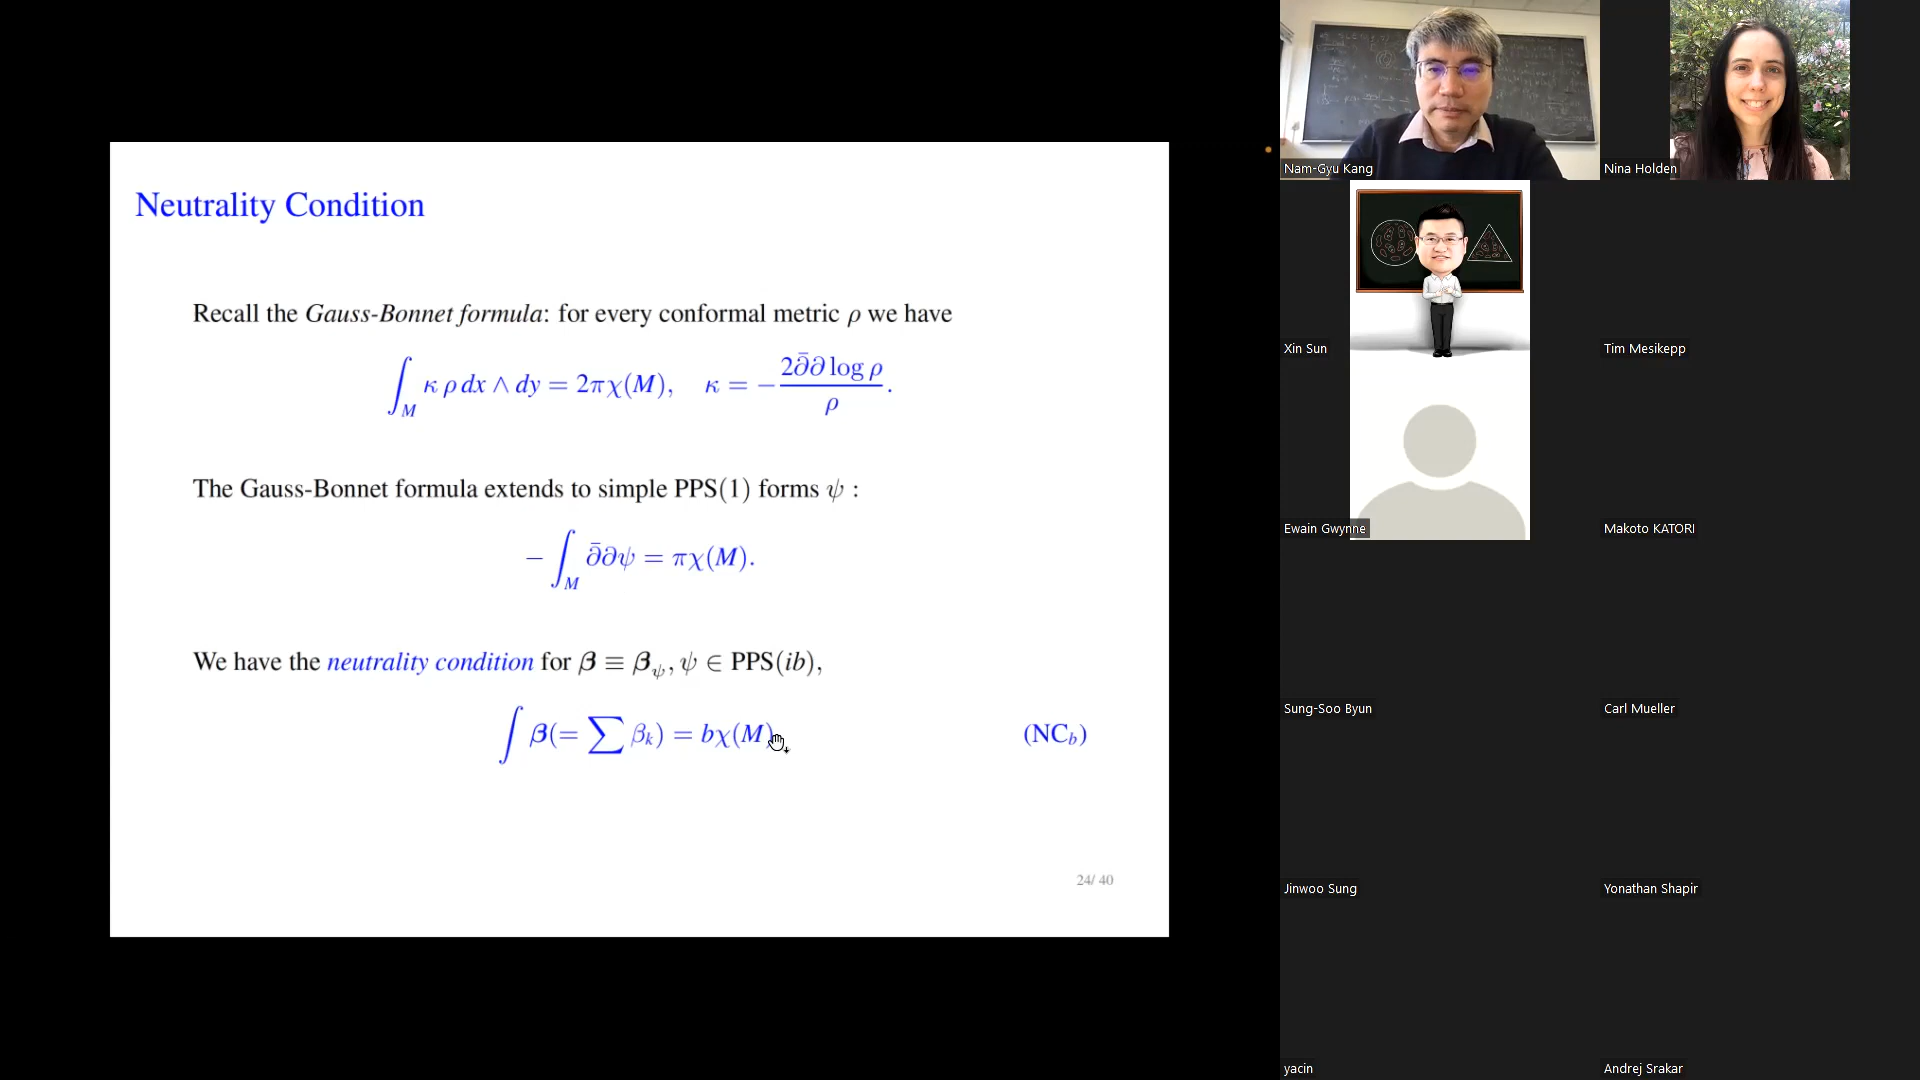 Neutrality Condition
Recall the Gauss-Bonnet formula: for every conformal metric ρ we have
∫_M κ ρ dx ∧ dy = 2πχ(M), κ = − 2∂̄∂ log ρ / ρ .
The Gauss-Bonnet formula extends to simple PPS(1) forms ψ :
− ∫_M ∂̄∂ψ = πχ(M).
We have the neutrality condition for β ≡ β_ψ, ψ ∈ PPS(ib),
∫ β(= ∑ β_k) = bχ(M) (NC_b)
24/ 40
Nam-Gyu Kang
Nina Holden
Xin Sun
Tim Mesikepp
Ewain Gwynne
Makoto KATORI
Sung-Soo Byun
Carl Mueller
Jinwoo Sung
Yonathan Shapir
yacin
Andrej Srakar